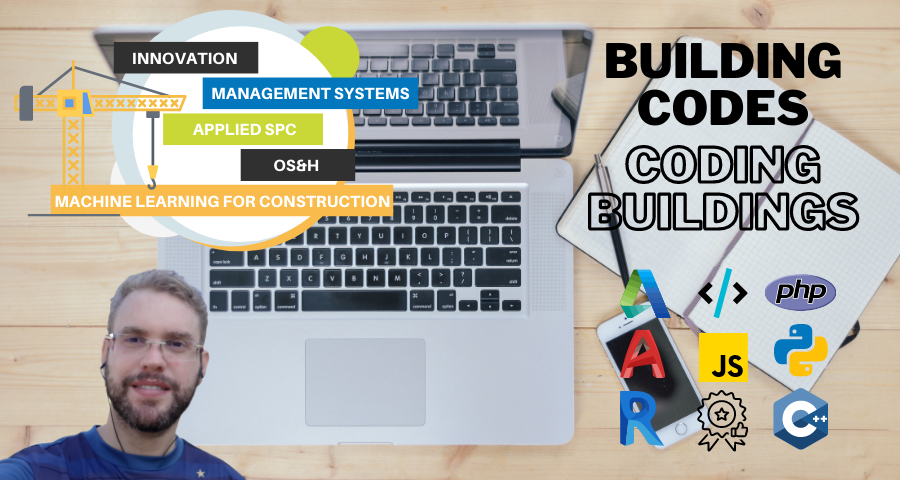 INNOVATION
MANAGEMENT SYSTEMS
APPLIED SPC
OS&H
MACHINE LEARNING FOR CONSTRUCTION
BUILDING
CODES
CODING
BUILDINGS
</>
php
A
JS
R
C++